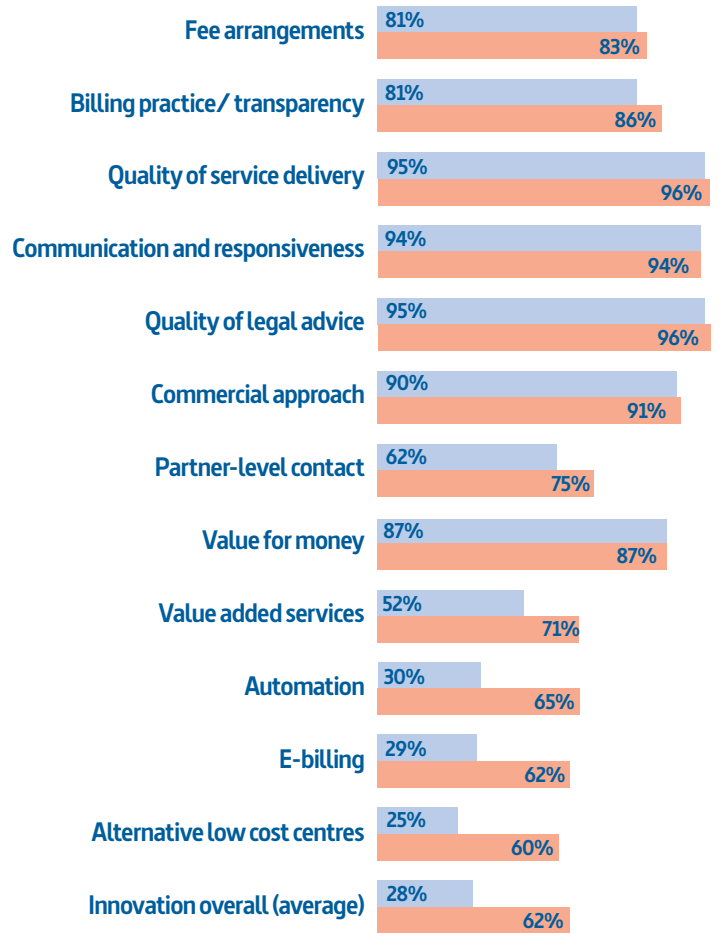 Fee arrangements
81%
83%
Billing practice/ transparency
81%
86%
Quality of service delivery
95%
96%
Communication and responsiveness
94%
94%
Quality of legal advice
95%
96%
Commercial approach
90%
91%
Partner-level contact
62%
75%
Value for money
87%
87%
Value added services
52%
71%
Automation
30%
65%
E-billing
29%
62%
Alternative low cost centres
25%
60%
Innovation overall (average)
28%
62%